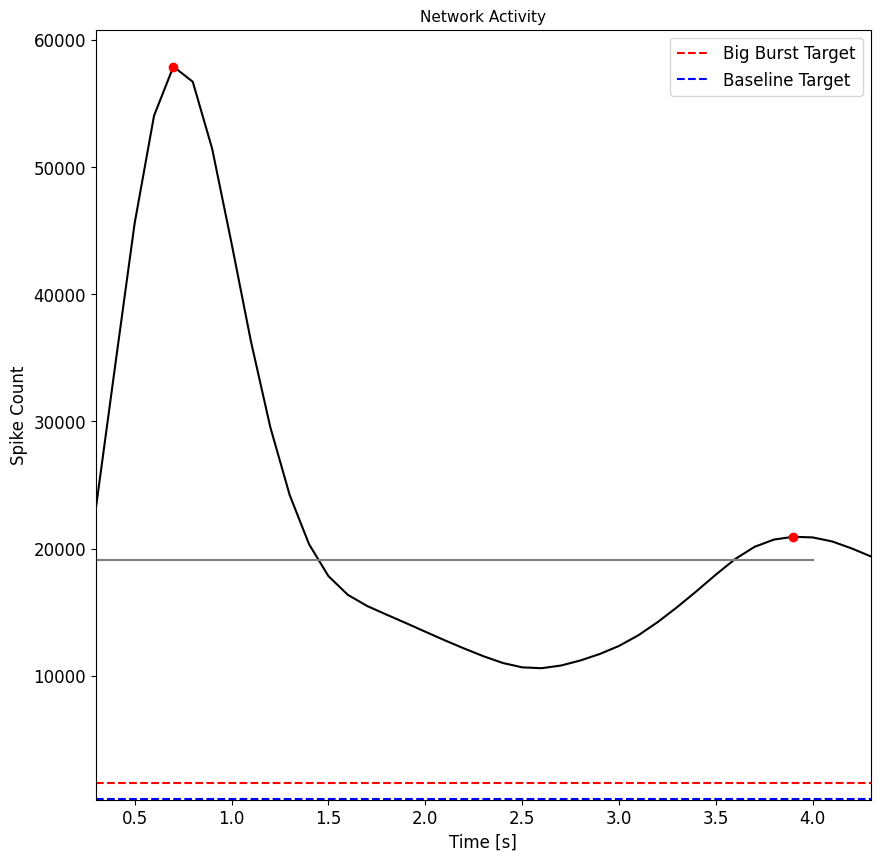 Network Activity
Big Burst Target
Baseline Target
60000
50000
40000
30000
20000
10000
Spike Count
0.5 1.0 1.5 2.0 2.5 3.0 3.5 4.0
Time [s]